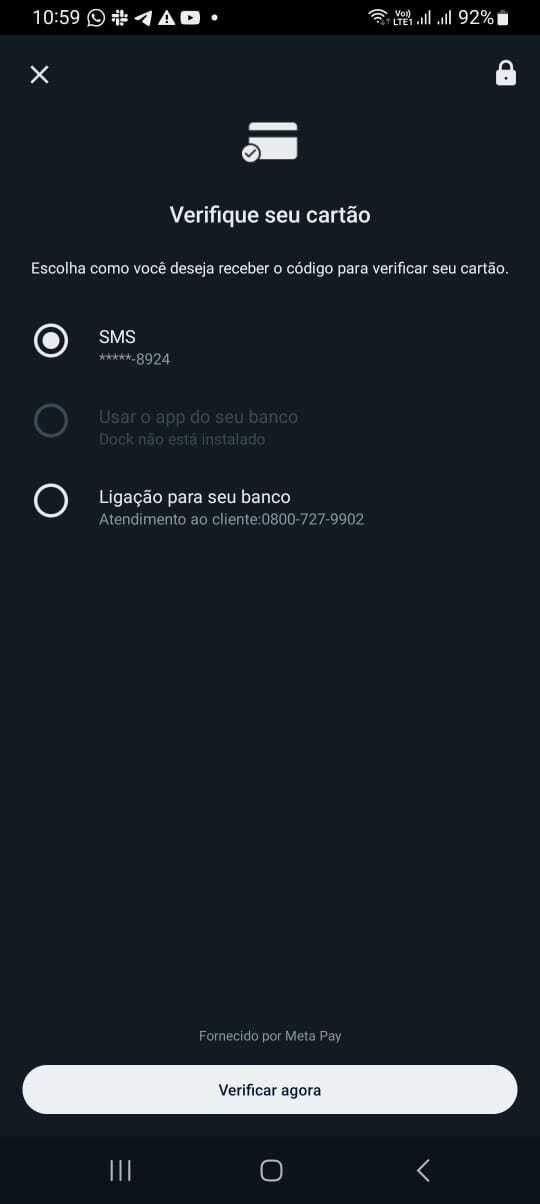 10:59
Vo)) LTE1 92%
Verifique seu cartão
Escolha como você deseja receber o código para verificar seu cartão.
SMS
*****-8924
Usar o app do seu banco
Dock não está instalado
Ligação para seu banco
Atendimento ao cliente:0800-727-9902
Fornecido por Meta Pay
Verificar agora